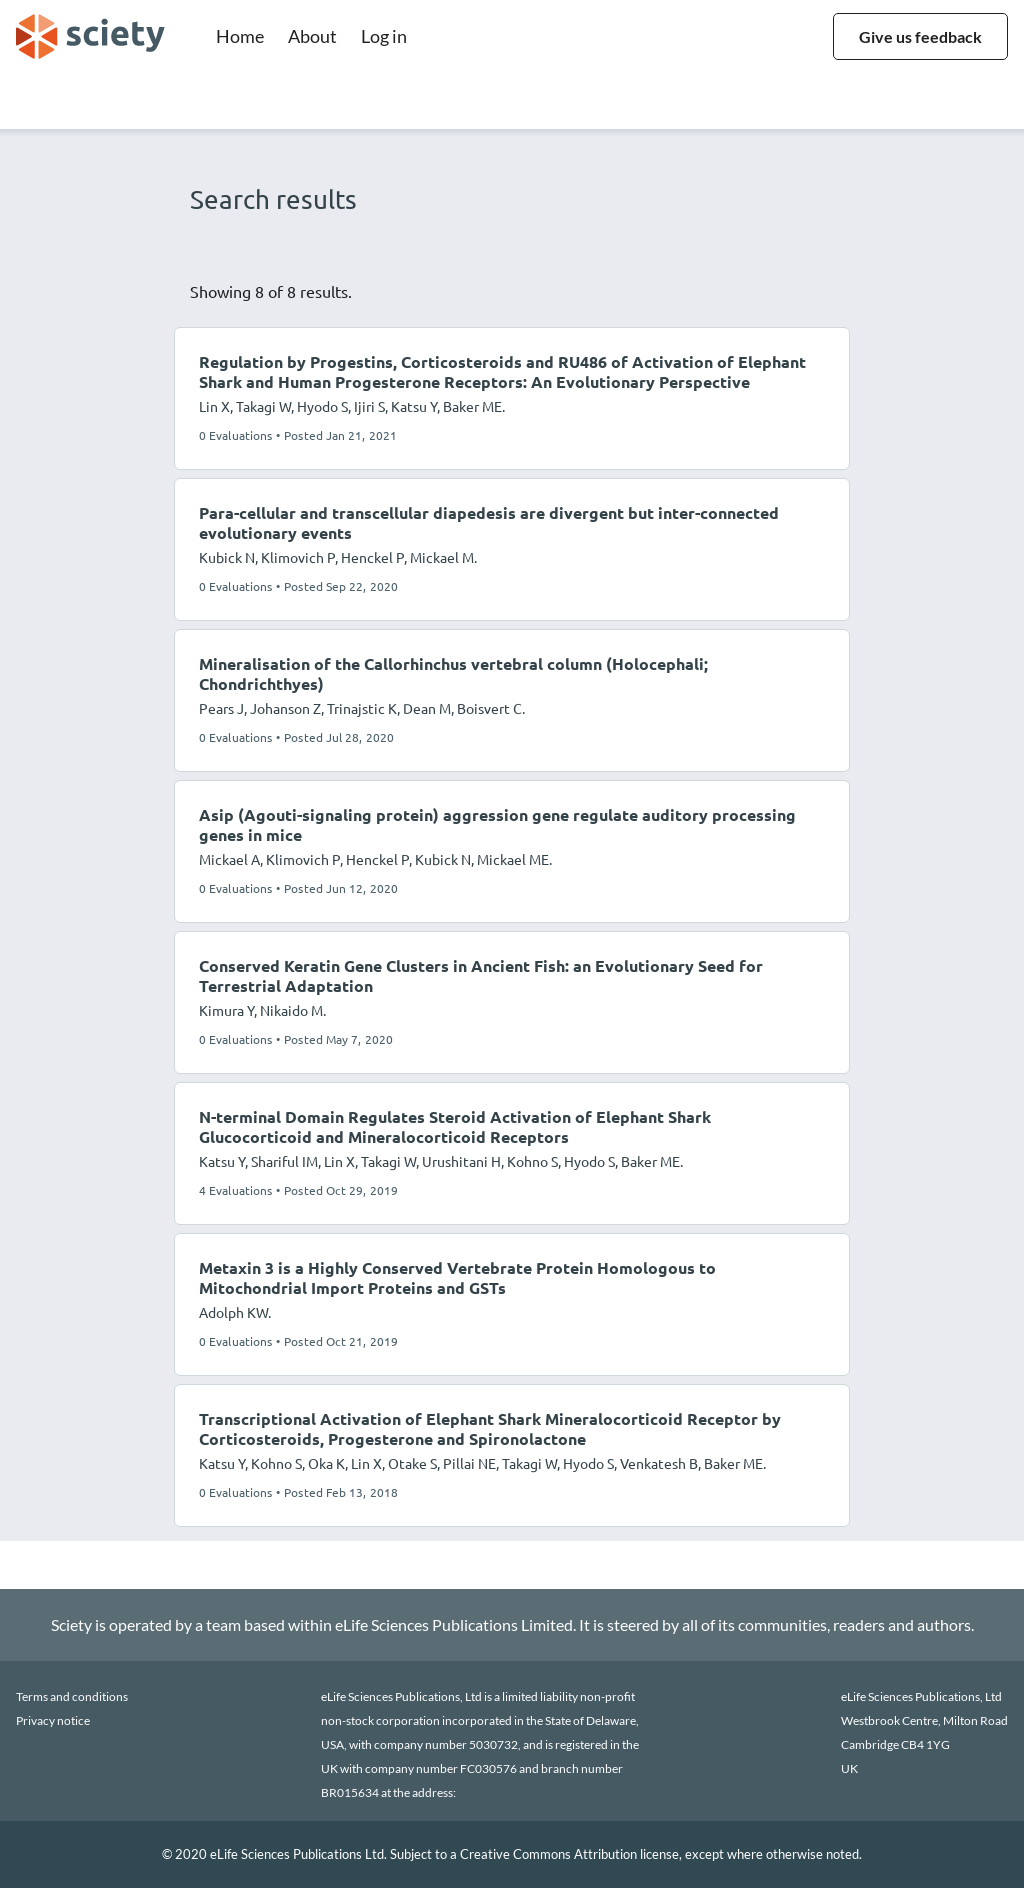 sciety
Home About Log in
Give us feedback
Search results
Showing 8 of 8 results.
Regulation by Progestins, Corticosteroids and RU486 of Activation of Elephant
Shark and Human Progesterone Receptors: An Evolutionary Perspective
Lin X, Takagi W, Hyodo S, Ijiri S, Katsu Y, Baker ME.
0 Evaluations • Posted Jan 21, 2021
Para-cellular and transcellular diapedesis are divergent but inter-connected
evolutionary events
Kubick N, Klimovich P, Henckel P, Mickael M.
0 Evaluations • Posted Sep 22, 2020
Mineralisation of the Callorhinchus vertebral column (Holocephali;
Chondrichthyes)
Pears J, Johanson Z, Trinajstic K, Dean M, Boisvert C.
0 Evaluations • Posted Jul 28, 2020
Asip (Agouti-signaling protein) aggression gene regulate auditory processing
genes in mice
Mickael A, Klimovich P, Henckel P, Kubick N, Mickael ME.
0 Evaluations • Posted Jun 12, 2020
Conserved Keratin Gene Clusters in Ancient Fish: an Evolutionary Seed for
Terrestrial Adaptation
Kimura Y, Nikaido M.
0 Evaluations • Posted May 7, 2020
N-terminal Domain Regulates Steroid Activation of Elephant Shark
Glucocorticoid and Mineralocorticoid Receptors
Katsu Y, Shariful IM, Lin X, Takagi W, Urushitani H, Kohno S, Hyodo S, Baker ME.
4 Evaluations • Posted Oct 29, 2019
Metaxin 3 is a Highly Conserved Vertebrate Protein Homologous to
Mitochondrial Import Proteins and GSTs
Adolph KW.
0 Evaluations • Posted Oct 21, 2019
Transcriptional Activation of Elephant Shark Mineralocorticoid Receptor by
Corticosteroids, Progesterone and Spironolactone
Katsu Y, Kohno S, Oka K, Lin X, Otake S, Pillai NE, Takagi W, Hyodo S, Venkatesh B, Baker ME.
0 Evaluations • Posted Feb 13, 2018
Sciety is operated by a team based within eLife Sciences Publications Limited. It is steered by all of its communities, readers and authors.
Terms and conditions
Privacy notice
eLife Sciences Publications, Ltd is a limited liability non-profit
non-stock corporation incorporated in the State of Delaware,
USA, with company number 5030732, and is registered in the
UK with company number FC030576 and branch number
BR015634 at the address:
eLife Sciences Publications, Ltd
Westbrook Centre, Milton Road
Cambridge CB4 1YG
UK
© 2020 eLife Sciences Publications Ltd. Subject to a Creative Commons Attribution license, except where otherwise noted.